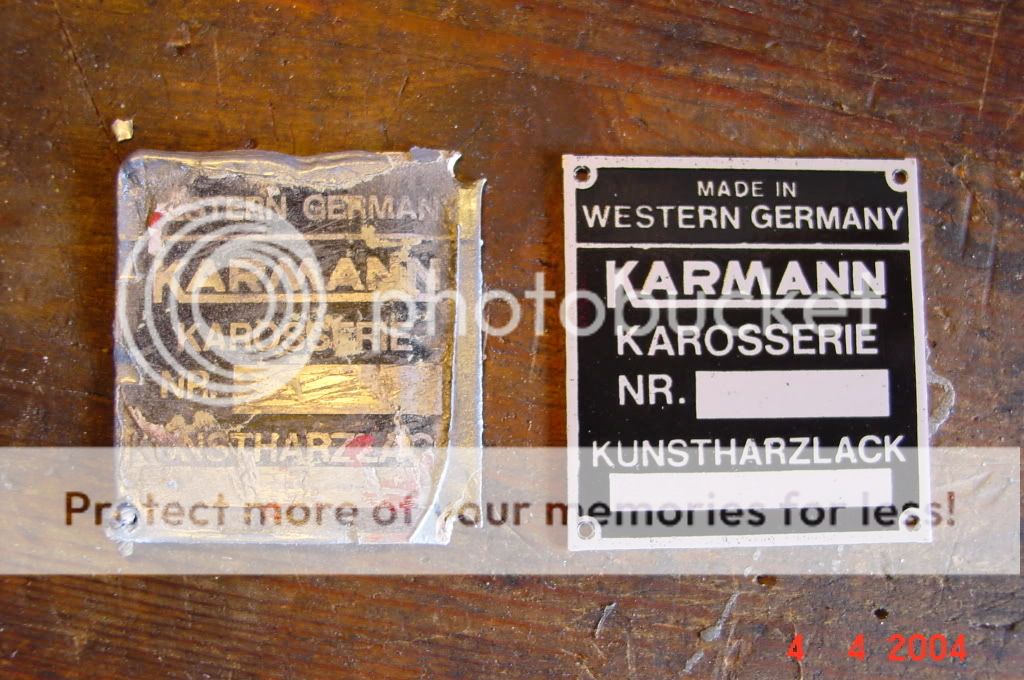 WESTERN GERMANY
KARMANN
KAROSSERIE
NR.
KUNSTHARZLACK
MADE IN
WESTERN GERMANY
KARMANN
KAROSSERIE
NR.
KUNSTHARZLACK
photobucket
Protect more of your memories for less!
4 4 2004